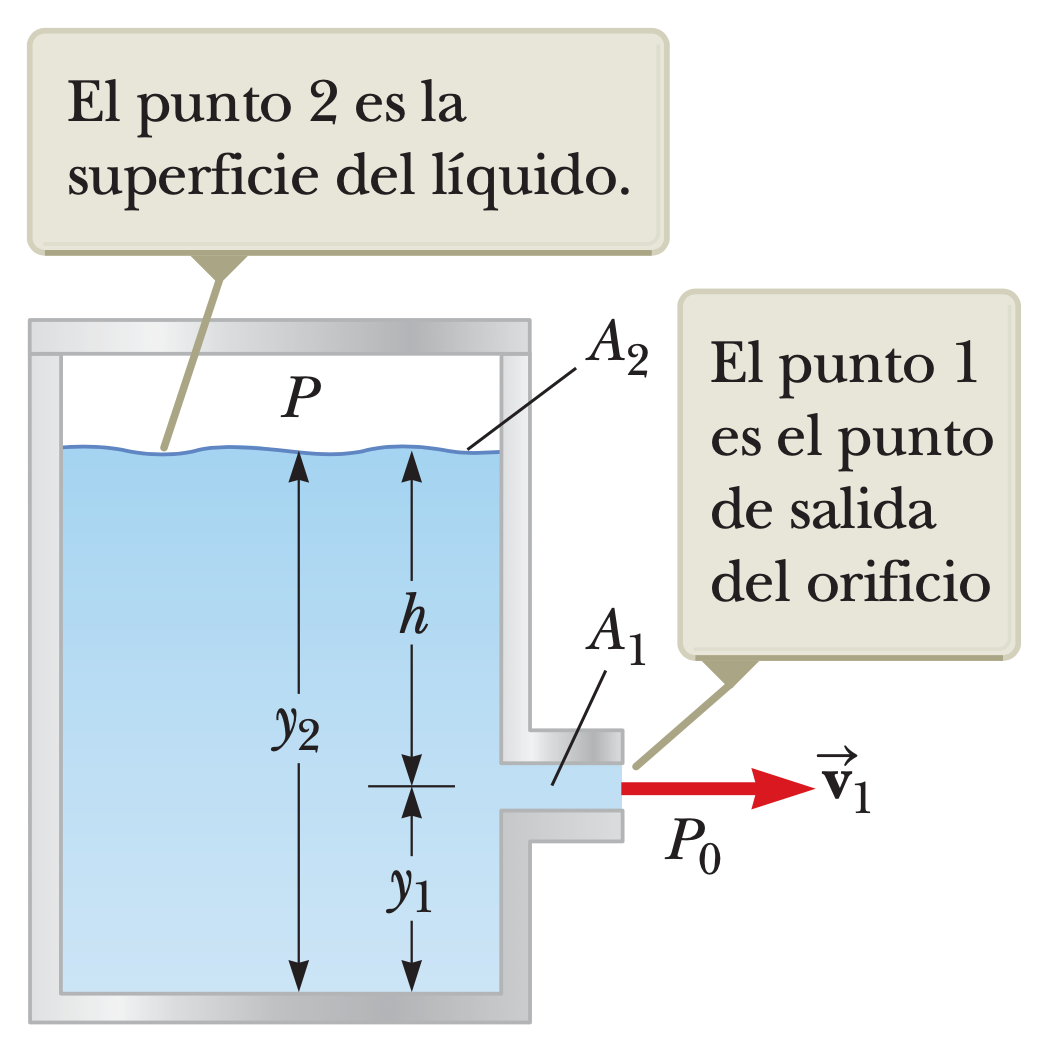 El punto 2 es la
superficie del líquido.
A₂
P
El punto 1
es el punto
de salida
del orificio
h
A₁
y₂
v⃗₁
P₀
y₁